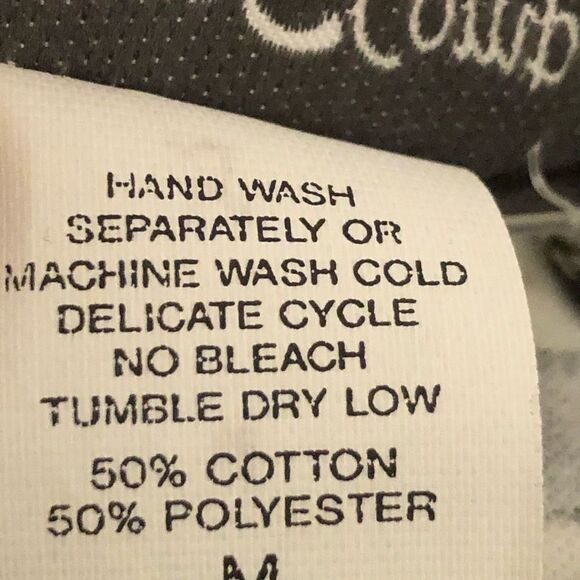 HAND WASH
SEPARATELY OR
MACHINE WASH COLD
DELICATE CYCLE
NO BLEACH
TUMBLE DRY LOW
50% COTTON
50% POLYESTER
M